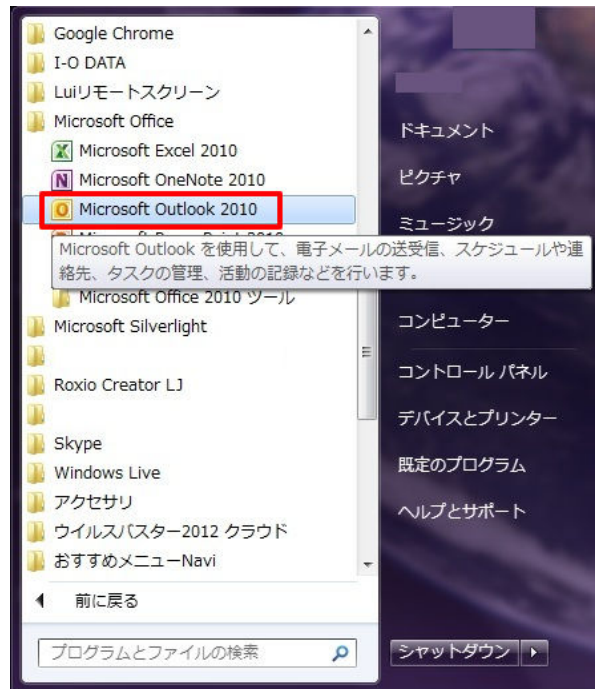 Google Chrome
I-O DATA
Luiリモートスクリーン
Microsoft Office
Microsoft Excel 2010
Microsoft OneNote 2010
Microsoft Outlook 2010
Microsoft Outlook を使用して、電子メールの送受信、スケジュールや連
絡先、タスクの管理、活動の記録などを行います。
Microsoft Office 2010 ツール
Microsoft Silverlight
Roxio Creator LJ
Skype
Windows Live
アクセサリ
ウイルスバスター2012 クラウド
おすすめメニューNavi
前に戻る
プログラムとファイルの検索
ドキュメント
ピクチャ
ミュージック
コンピューター
コントロール パネル
デバイスとプリンター
既定のプログラム
ヘルプとサポート
シャットダウン